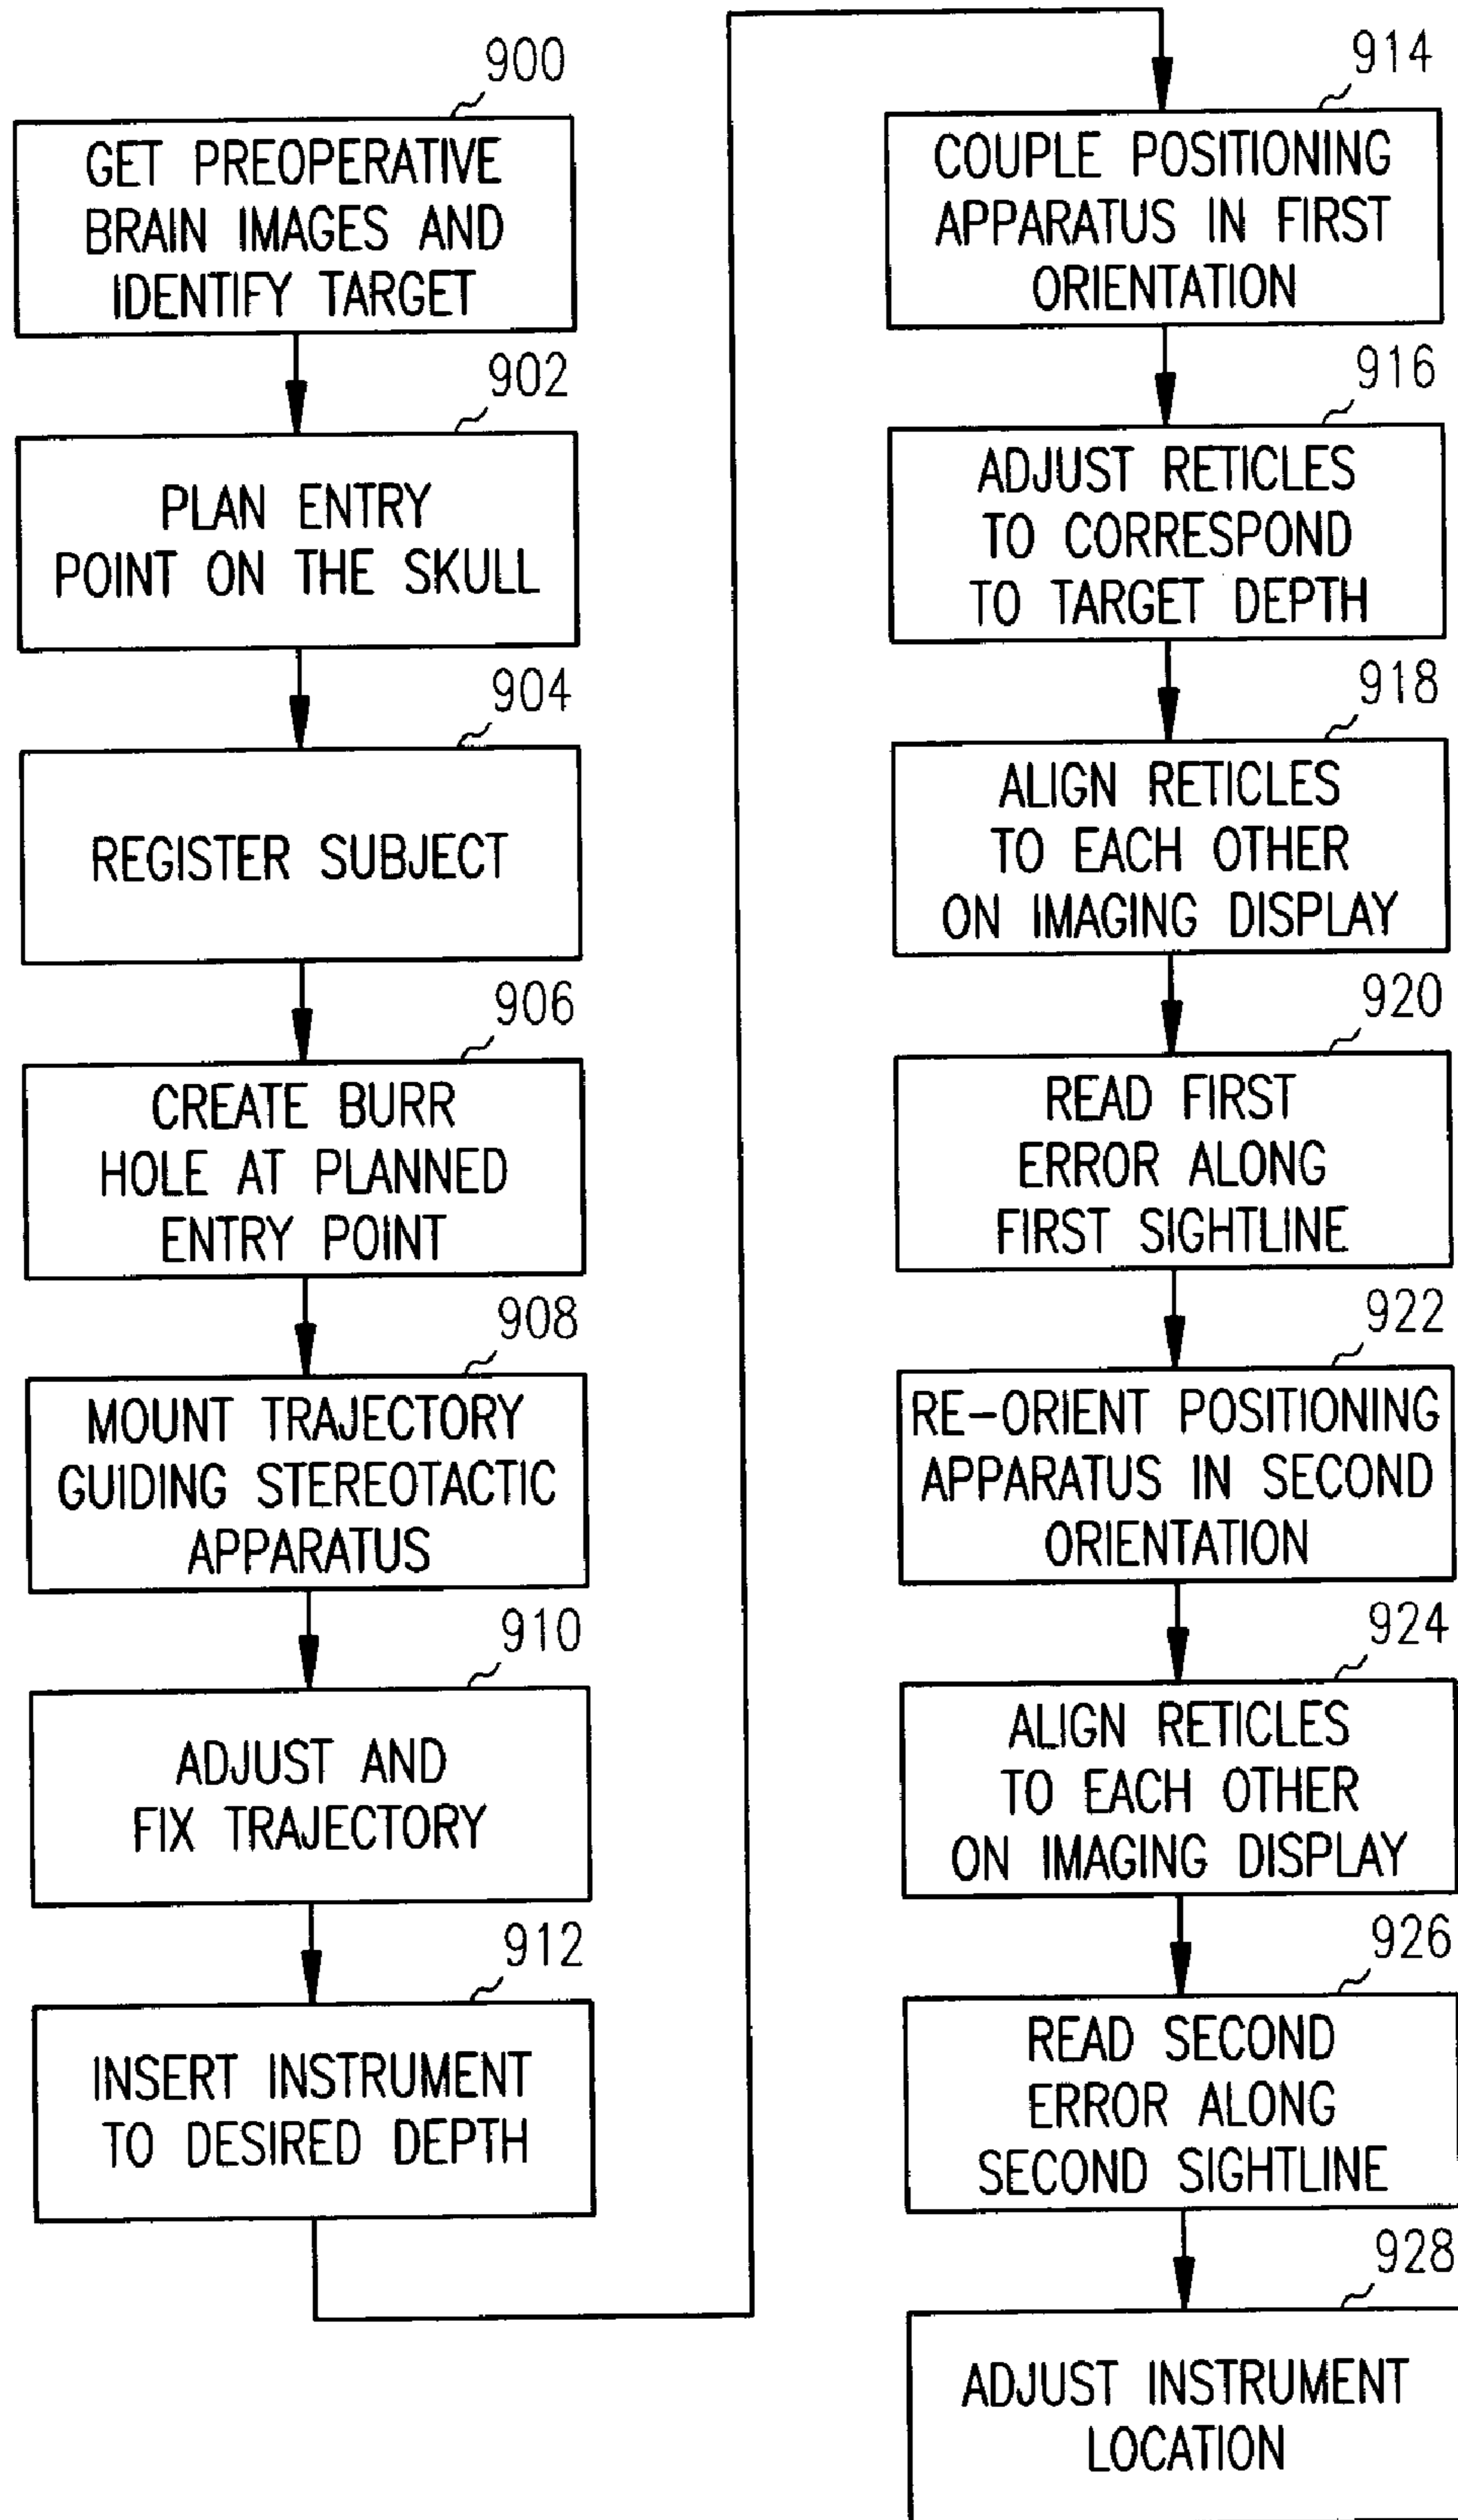 900
GET PREOPERATIVE
BRAIN IMAGES AND
IDENTIFY TARGET
902
PLAN ENTRY
POINT ON THE SKULL
904
REGISTER SUBJECT
906
CREATE BURR
HOLE AT PLANNED
ENTRY POINT
908
MOUNT TRAJECTORY
GUIDING STEREOTACTIC
APPARATUS
910
ADJUST AND
FIX TRAJECTORY
912
INSERT INSTRUMENT
TO DESIRED DEPTH
914
COUPLE POSITIONING
APPARATUS IN FIRST
ORIENTATION
916
ADJUST RETICLES
TO CORRESPOND
TO TARGET DEPTH
918
ALIGN RETICLES
TO EACH OTHER
ON IMAGING DISPLAY
920
READ FIRST
ERROR ALONG
FIRST SIGHTLINE
922
RE-ORIENT POSITIONING
APPARATUS IN SECOND
ORIENTATION
924
ALIGN RETICLES
TO EACH OTHER
ON IMAGING DISPLAY
926
READ SECOND
ERROR ALONG
SECOND SIGHTLINE
928
ADJUST INSTRUMENT
LOCATION